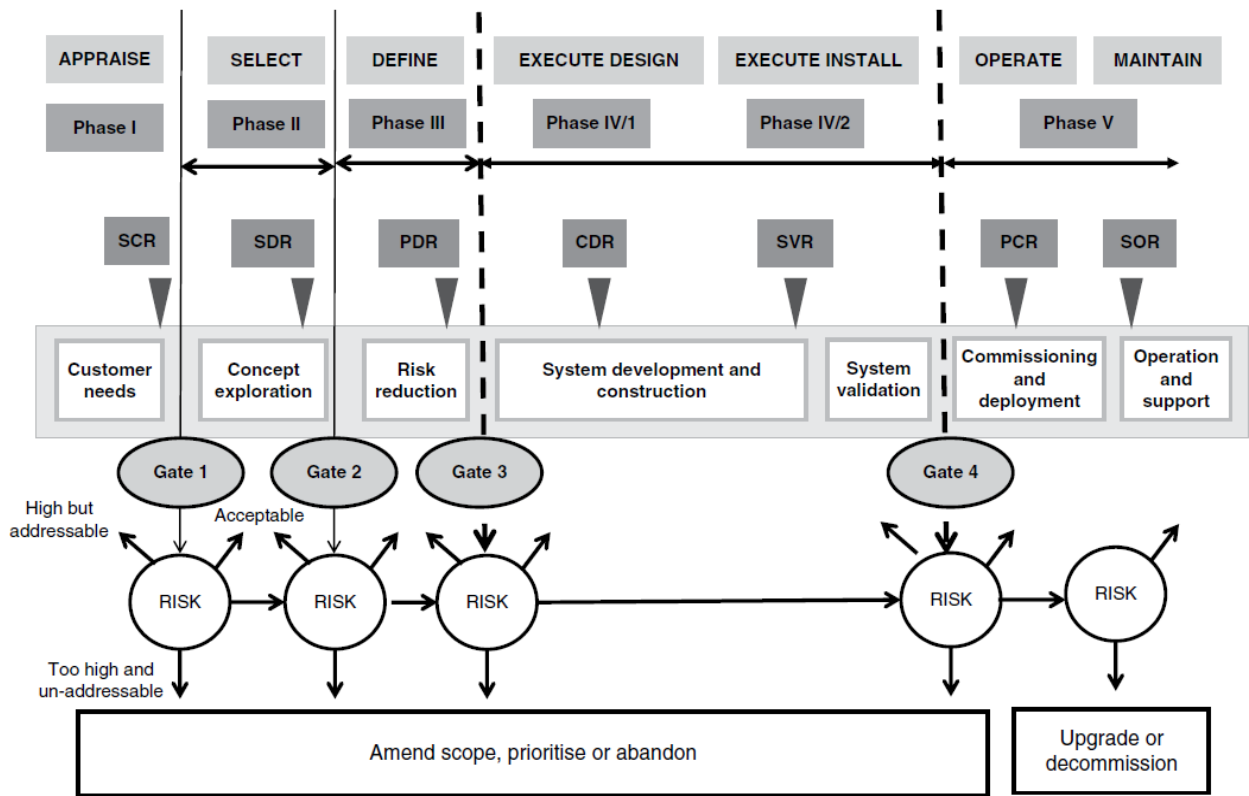 APPRAISE
SELECT
DEFINE
EXECUTE DESIGN
EXECUTE INSTALL
OPERATE
MAINTAIN
Phase I
Phase II
Phase III
Phase IV/1
Phase IV/2
Phase V
SCR
SDR
PDR
CDR
SVR
PCR
SOR
Customer
needs
Concept
exploration
Risk
reduction
System development and
construction
System
validation
Commissioning
and
deployment
Operation
and
support
Gate 1
Gate 2
Gate 3
Gate 4
High but
addressable
Acceptable
RISK
RISK
RISK
RISK
RISK
Too high and
un-addressable
Amend scope, prioritise or abandon
Upgrade or
decommission